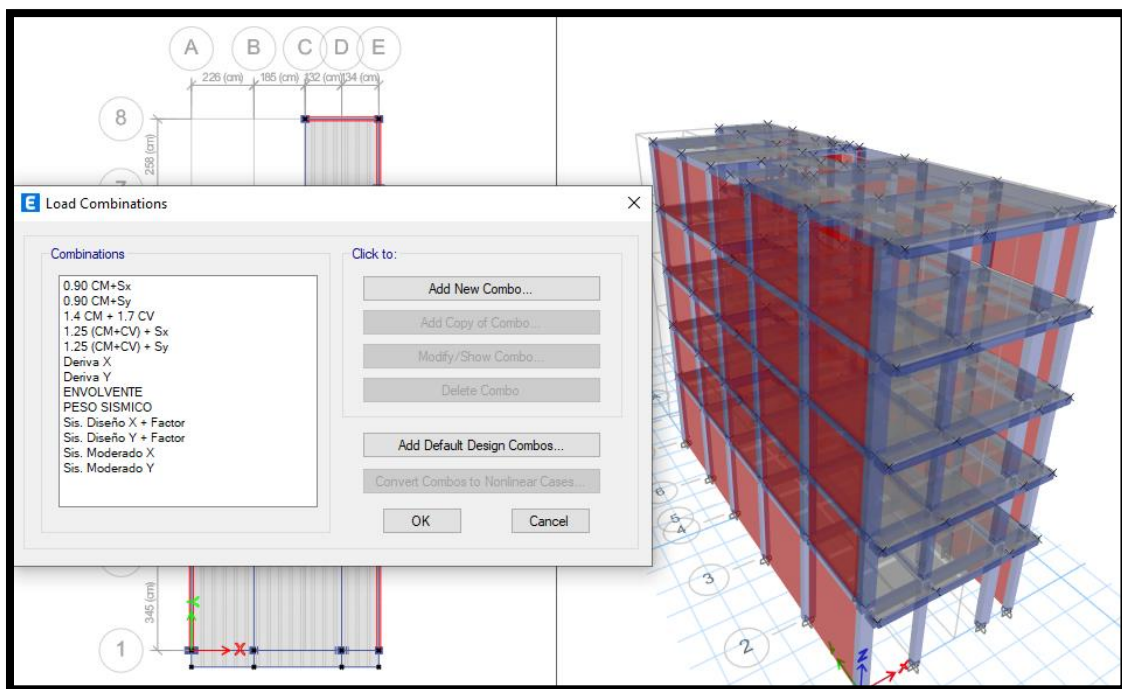 A B C D E
226 (cm) 185 (cm) 132 (cm) 134 (cm)
8
258 (cm)
7
E Load Combinations
Combinations
0.90 CM+Sx
0.90 CM+Sy
1.4 CM + 1.7 CV
1.25 (CM+CV) + Sx
1.25 (CM+CV) + Sy
Deriva X
Deriva Y
ENVOLVENTE
PESO SISMICO
Sis. Diseño X + Factor
Sis. Diseño Y + Factor
Sis. Moderado X
Sis. Moderado Y
Click to:
Add New Combo...
Add Copy of Combo...
Modify/Show Combo...
Delete Combo
Add Default Design Combos...
Convert Combos to Nonlinear Cases...
OK
Cancel
345 (cm)
1
X
6
5
4
3
2
Z